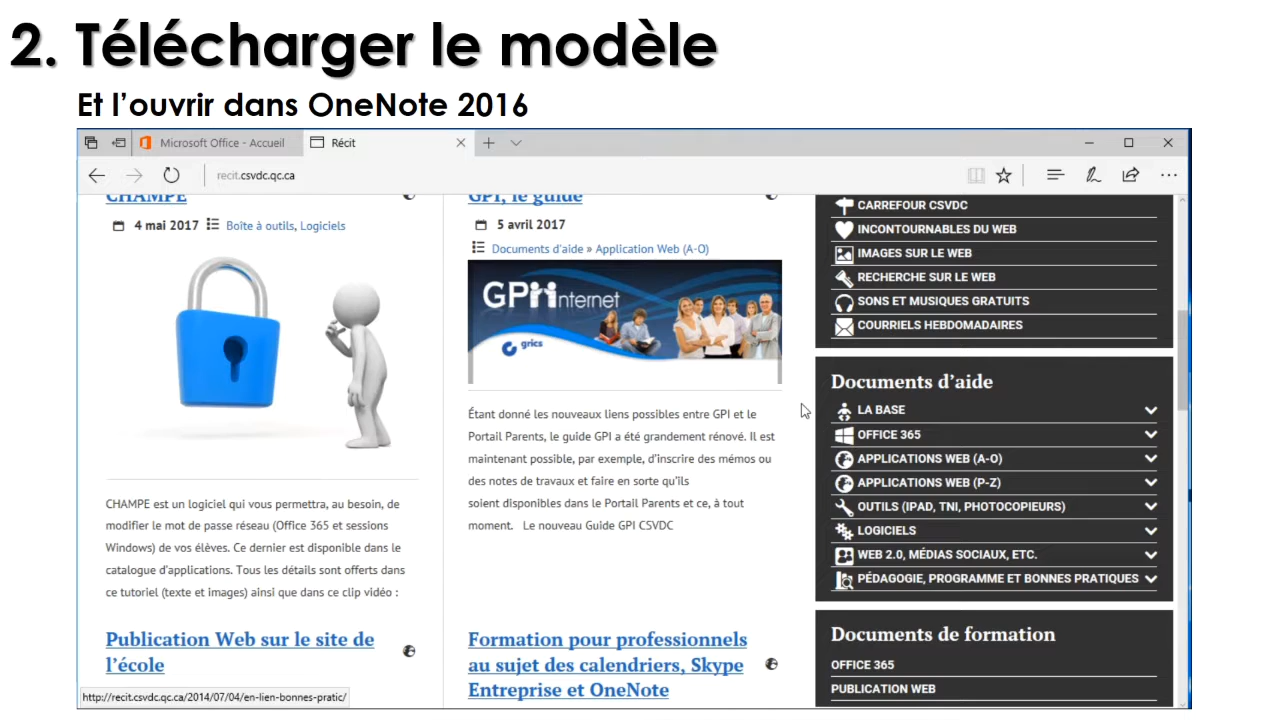 2. Télécharger le modèle
Et l'ouvrir dans OneNote 2016
Microsoft Office - Accueil
Récit
recit.csvdc.qc.ca
CHAMPE
4 mai 2017
Boîte à outils, Logiciels
CHAMPE est un logiciel qui vous permettra, au besoin, de
modifier le mot de passe réseau (Office 365 et sessions
Windows) de vos élèves. Ce dernier est disponible dans le
catalogue d'applications. Tous les détails sont offerts dans
ce tutoriel (texte et images) ainsi que dans ce clip vidéo :
Publication Web sur le site de
l'école
http://recit.csvdc.qc.ca/2014/07/04/en-lien-bonnes-pratic/
GPI, le guide
5 avril 2017
Documents d'aide » Application Web (A-O)
GPI Internet
grics
Étant donné les nouveaux liens possibles entre GPI et le
Portail Parents, le guide GPI a été grandement rénové. Il est
maintenant possible, par exemple, d'inscrire des mémos ou
des notes de travaux et faire en sorte qu'ils
soient disponibles dans le Portail Parents et ce, à tout
moment. Le nouveau Guide GPI CSVDC
Formation pour professionnels
au sujet des calendriers, Skype
Entreprise et OneNote
CARREFOUR CSVDC
INCONTOURNABLES DU WEB
IMAGES SUR LE WEB
RECHERCHE SUR LE WEB
SONS ET MUSIQUES GRATUITS
COURRIELS HEBDOMADAIRES
Documents d'aide
LA BASE
OFFICE 365
APPLICATIONS WEB (A-O)
APPLICATIONS WEB (P-Z)
OUTILS (IPAD, TNI, PHOTOCOPIEURS)
LOGICIELS
WEB 2.0, MÉDIAS SOCIAUX, ETC.
PÉDAGOGIE, PROGRAMME ET BONNES PRATIQUES
Documents de formation
OFFICE 365
PUBLICATION WEB